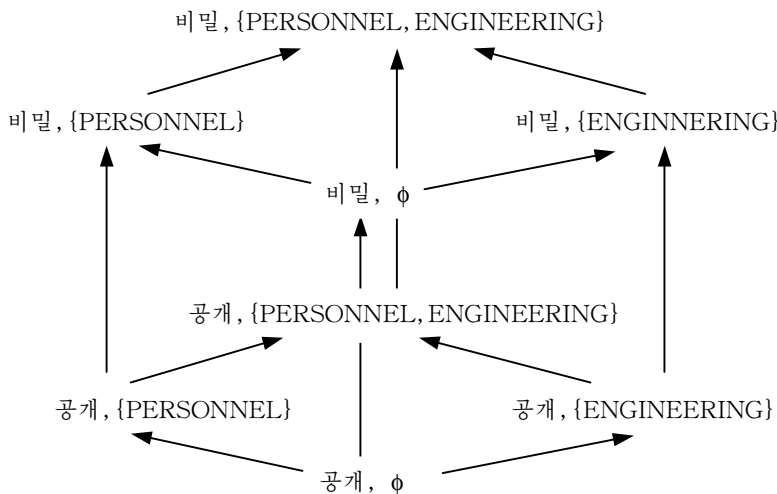 비밀, {PERSONNEL, ENGINEERING}
비밀, {PERSONNEL}
비밀, {ENGINNERING}
비밀, ϕ
공개, {PERSONNEL, ENGINEERING}
공개, {PERSONNEL}
공개, {ENGINEERING}
공개, ϕ